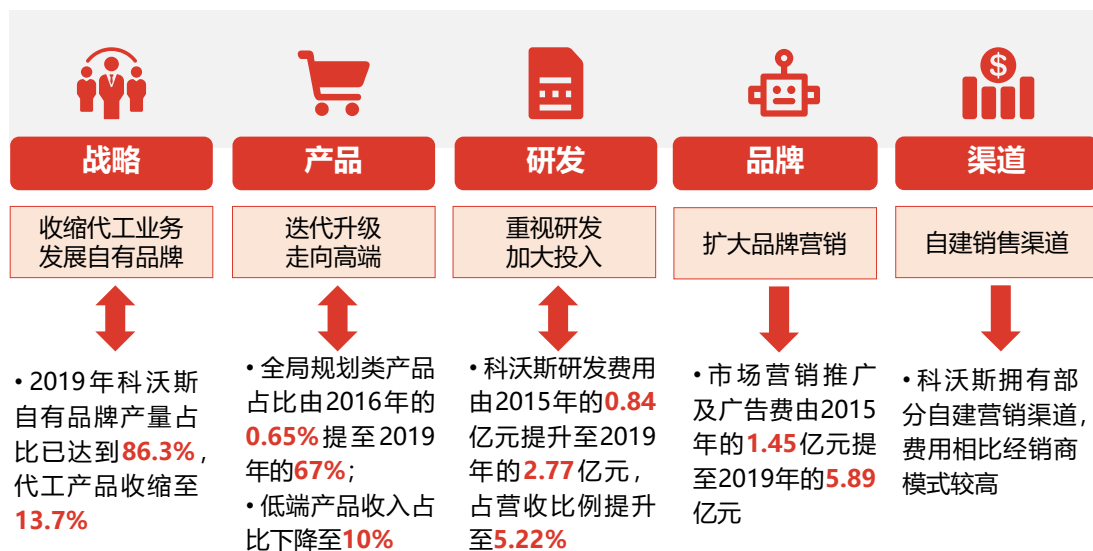 $
战略
产品
研发
品牌
渠道
收缩代工业务
发展自有品牌
迭代升级
走向高端
重视研发
加大投入
扩大品牌营销
自建销售渠道
• 2019年科沃斯
自有品牌产量占
比已达到86.3%，
代工产品收缩至
13.7%
• 全局规划类产品
占比由2016年的
0.65%提至2019
年的67%；
• 低端产品收入占
比下降至10%
• 科沃斯研发费用
由2015年的0.84
亿元提升至2019
年的2.77亿元，
占营收比例提升
至5.22%
• 市场营销推广
及广告费由2015
年的1.45亿元提
至2019年的5.89
亿元
• 科沃斯拥有部
分自建营销渠道，
费用相比经销商
模式较高